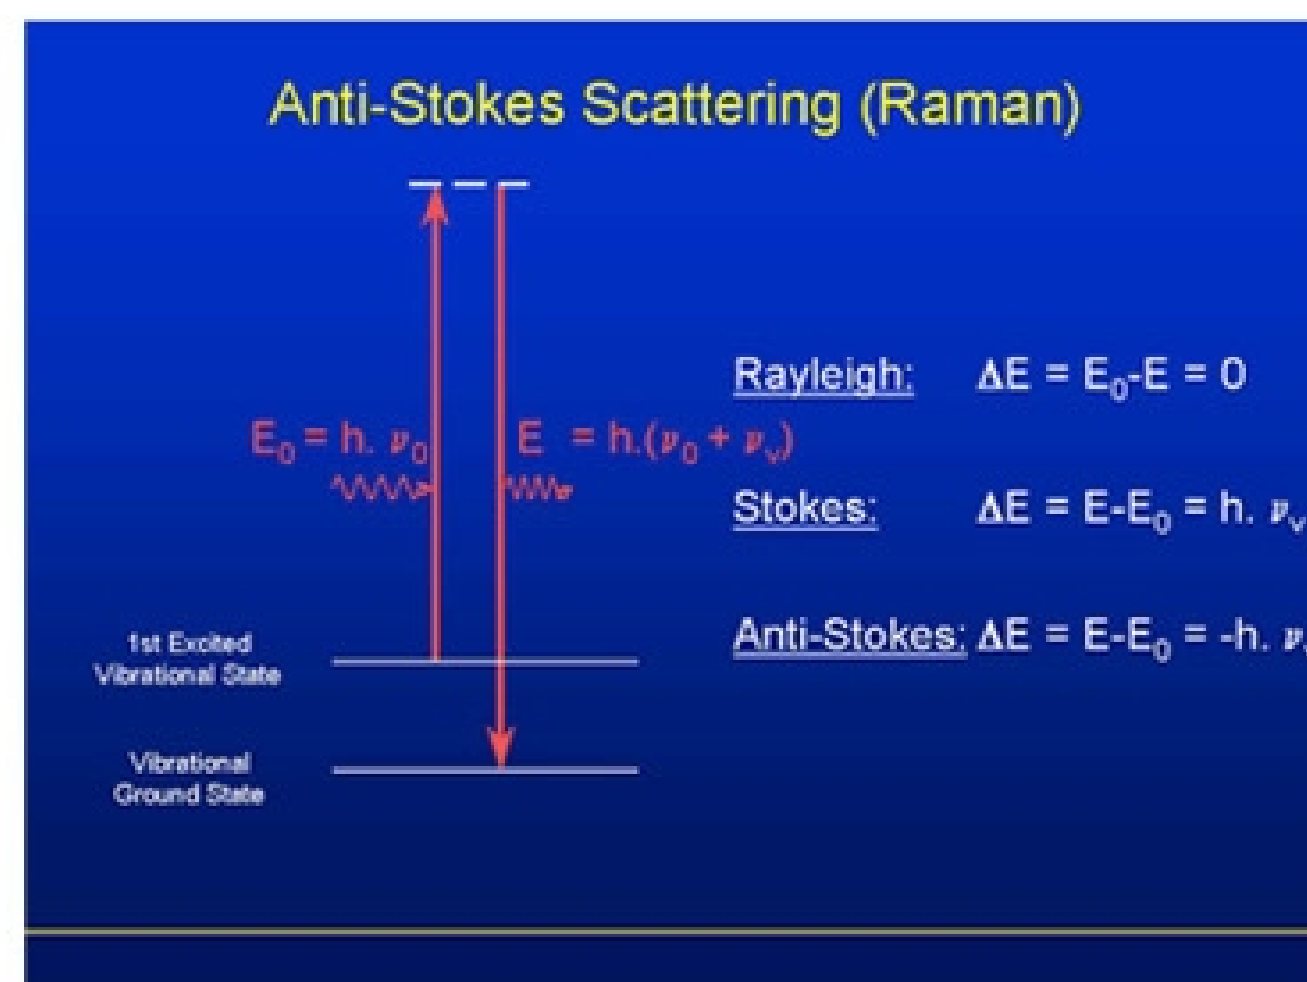 Anti-Stokes Scattering (Raman)
E₀ = h. ν₀
E = h.(ν₀ + νᵥ)
Rayleigh: ΔE = E₀-E = 0
Stokes: ΔE = E-E₀ = h. νᵥ
Anti-Stokes: ΔE = E-E₀ = -h. ν
1st Excited
Vibrational State
Vibrational
Ground State